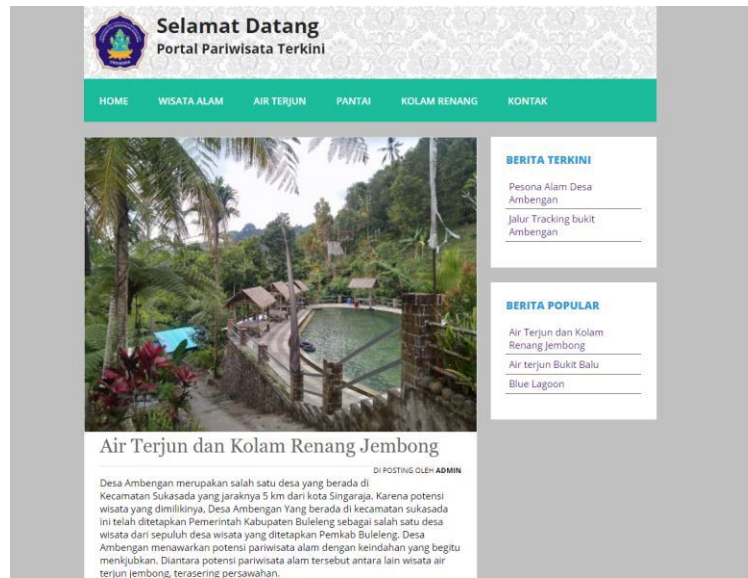 Selamat Datang
Portal Pariwisata Terkini
HOME WISATA ALAM AIR TERJUN PANTAI KOLAM RENANG KONTAK
Air Terjun dan Kolam Renang Jembong
DI POSTING OLEH ADMIN
Desa Ambengan merupakan salah satu desa yang berada di
Kecamatan Sukasada yang jaraknya 5 km dari kota Singaraja. Karena potensi
wisata yang dimilikinya, Desa Ambengan Yang berada di kecamatan sukasada
ini telah ditetapkan Pemerintah Kabupaten Buleleng sebagai salah satu desa
wisata dari sepuluh desa wisata yang ditetapkan Pemkab Buleleng. Desa
Ambengan menawarkan potensi pariwisata alam dengan keindahan yang begitu
menkjubkan. Diantara potensi pariwisata alam tersebut antara lain wisata air
terjun jembong, terasering persawahan.
BERITA TERKINI
Pesona Alam Desa
Ambengan
Jalur Tracking bukit
Ambengan
BERITA POPULAR
Air Terjun dan Kolam
Renang Jembong
Air terjun Bukit Balu
Blue Lagoon